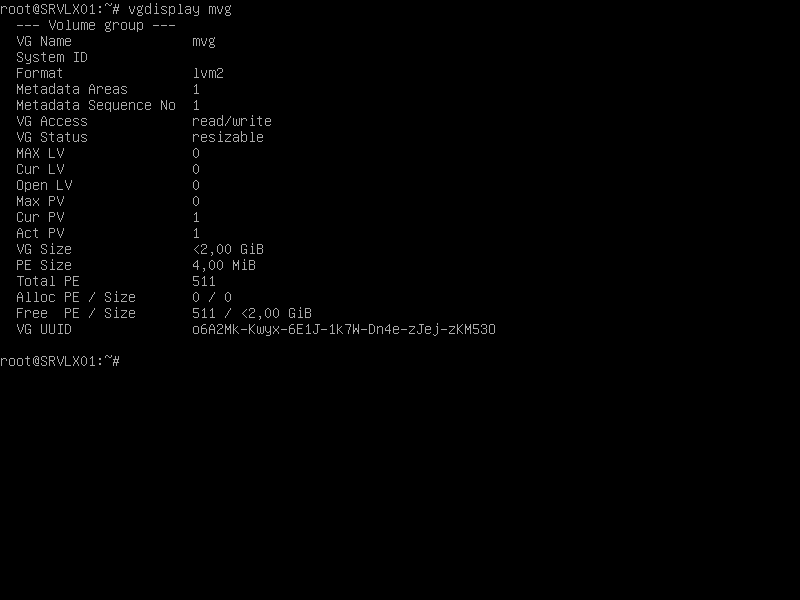 root@SRVLX01:~# vgdisplay mvg
  --- Volume group ---
  VG Name               mvg
  System ID
  Format                lvm2
  Metadata Areas        1
  Metadata Sequence No  1
  VG Access             read/write
  VG Status             resizable
  MAX LV                0
  Cur LV                0
  Open LV               0
  Max PV                0
  Cur PV                1
  Act PV                1
  VG Size               <2,00 GiB
  PE Size               4,00 MiB
  Total PE              511
  Alloc PE / Size       0 / 0
  Free  PE / Size       511 / <2,00 GiB
  VG UUID               o6A2Mk-Kwyx-6E1J-1k7W-Dn4e-zJej-zKM53O
root@SRVLX01:~#